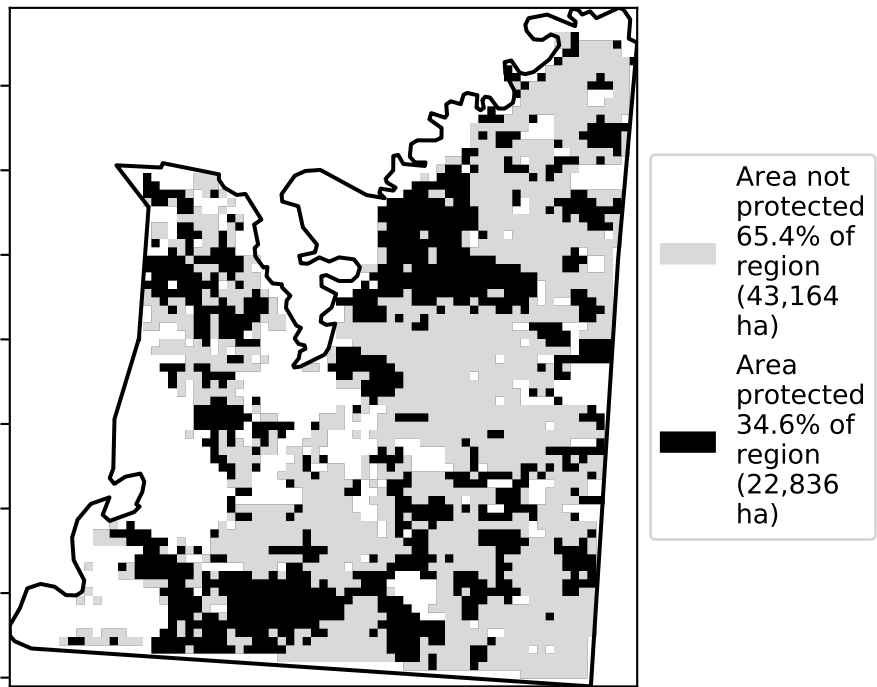 Area not
protected
65.4% of
region
(43,164
ha)
Area
protected
34.6% of
region
(22,836
ha)